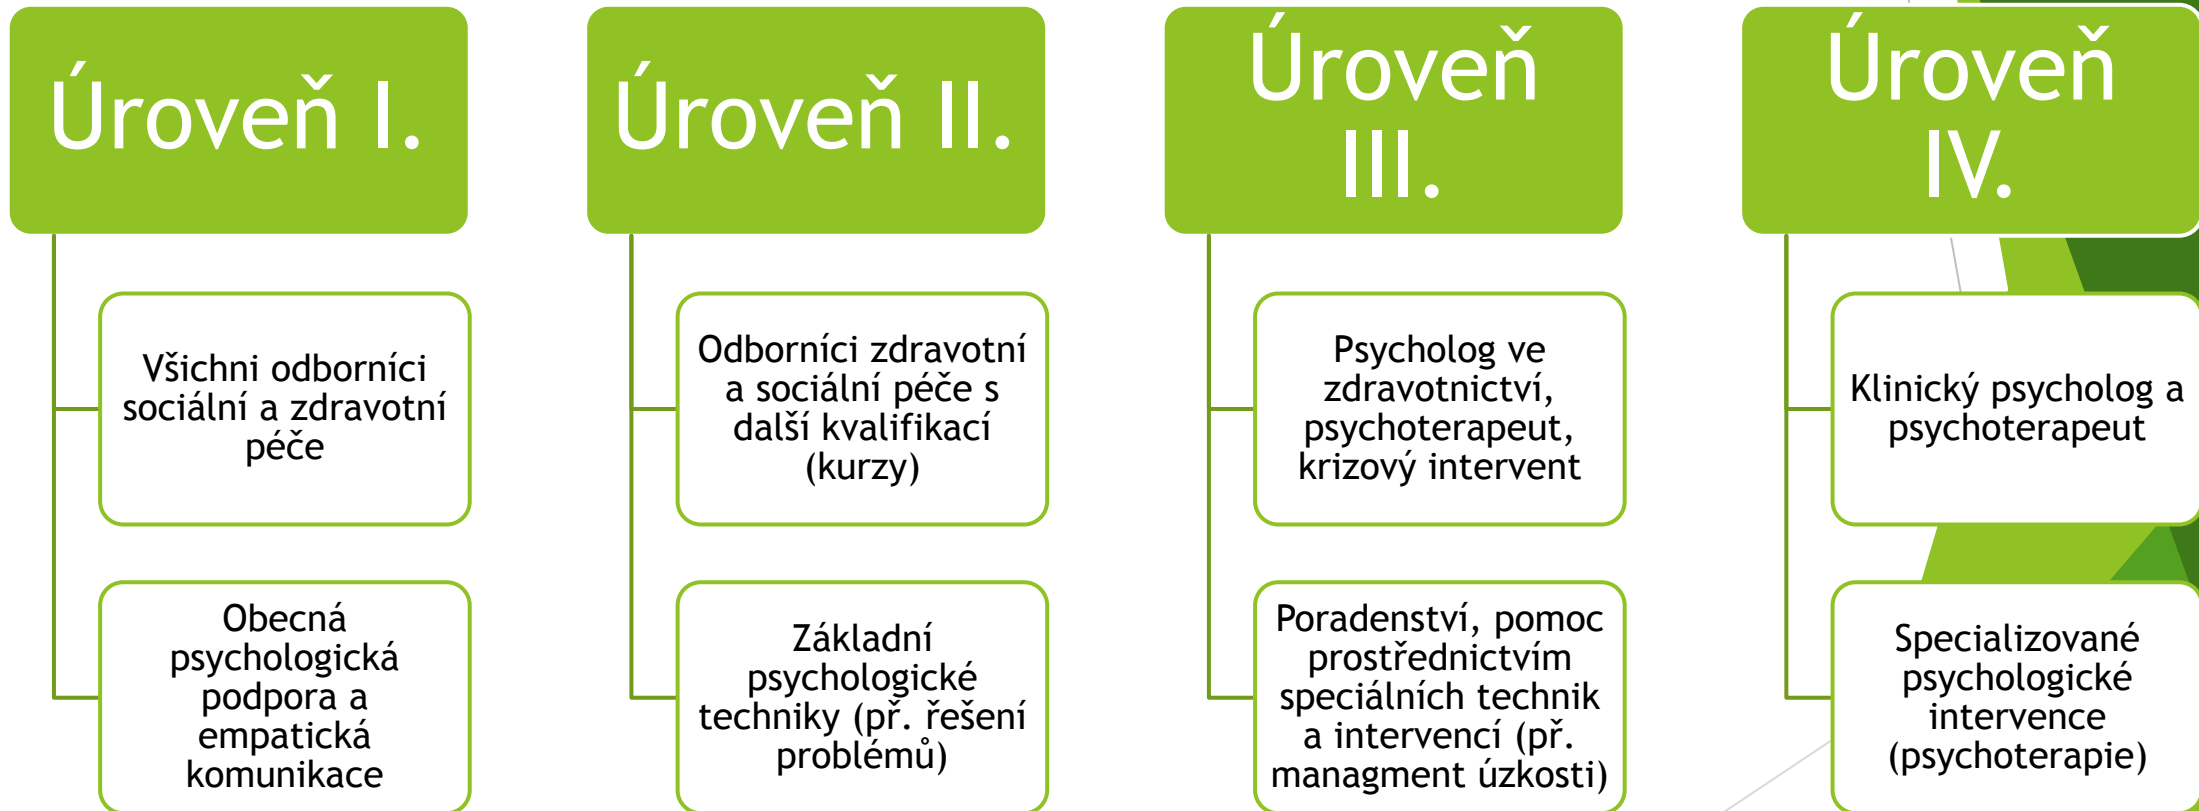 Úroveň I.
Všichni odborníci
sociální a zdravotní
péče
Obecná
psychologická
podpora a
empatická
komunikace
Úroveň II.
Odborníci zdravotní
a sociální péče s
další kvalifikací
(kurzy)
Základní
psychologické
techniky (př. řešení
problémů)
Úroveň
III.
Psycholog ve
zdravotnictví,
psychoterapeut,
krizový intervent
Poradenství, pomoc
prostřednictvím
speciálních technik
a intervencí (př.
managment úzkosti)
Úroveň
IV.
Klinický psycholog a
psychoterapeut
Specializované
psychologické
intervence
(psychoterapie)